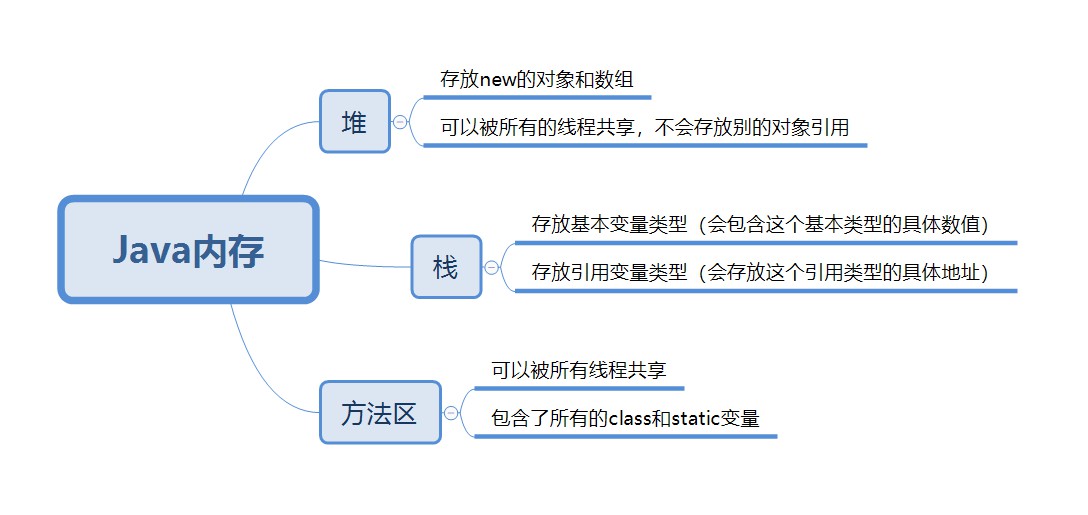 存放new的对象和数组
堆
可以被所有的线程共享，不会存放别的对象引用
Java内存
存放基本变量类型（会包含这个基本类型的具体数值）
栈
存放引用变量类型（会存放这个引用类型的具体地址）
可以被所有线程共享
方法区
包含了所有的class和static变量